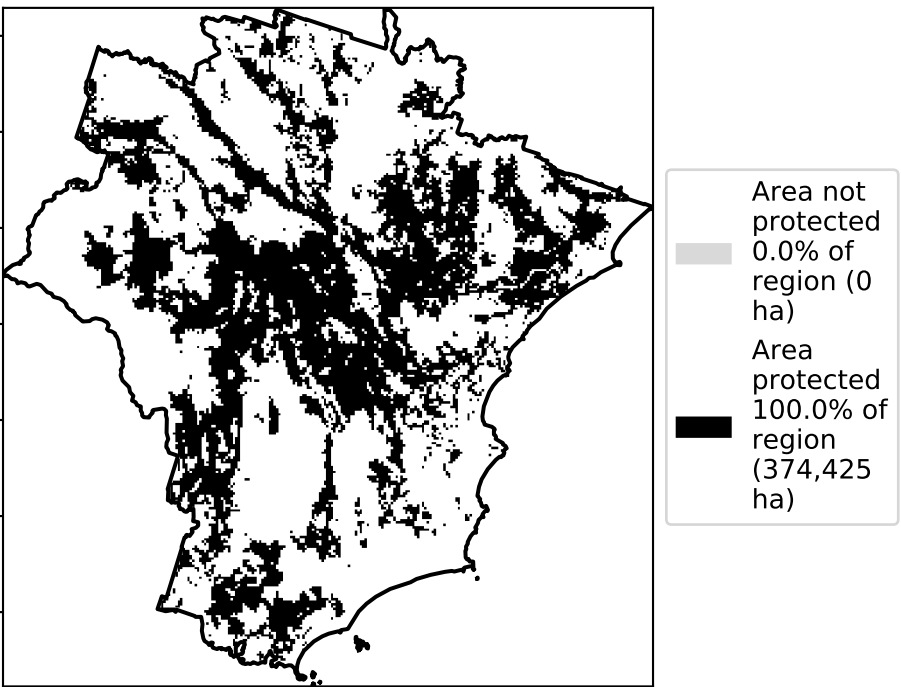 Area not
protected
0.0% of
region (0
ha)
Area
protected
100.0% of
region
(374,425
ha)